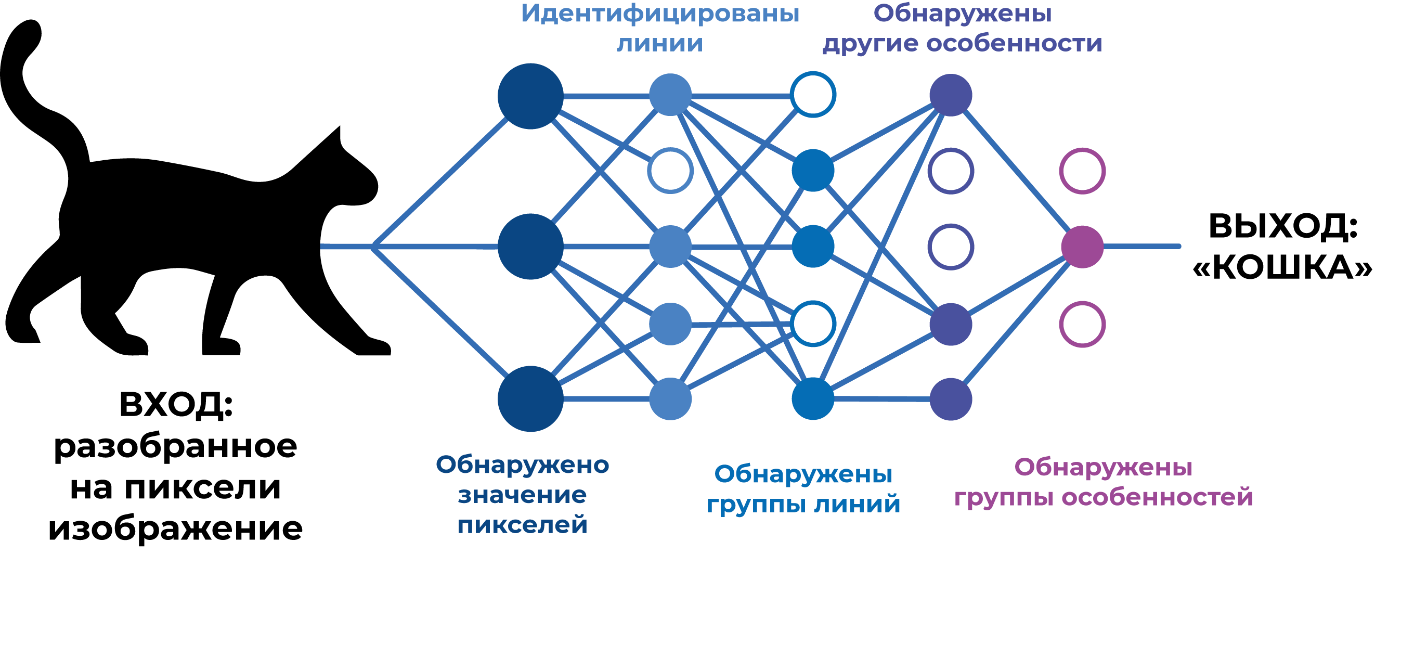 Идентифицированы
линии
Обнаружены
другие особенности
ВЫХОД:
«КОШКА»
ВХОД:
разобранное
на пиксели
изображение
Обнаружено
значение
пикселей
Обнаружены
группы линий
Обнаружены
группы особенностей